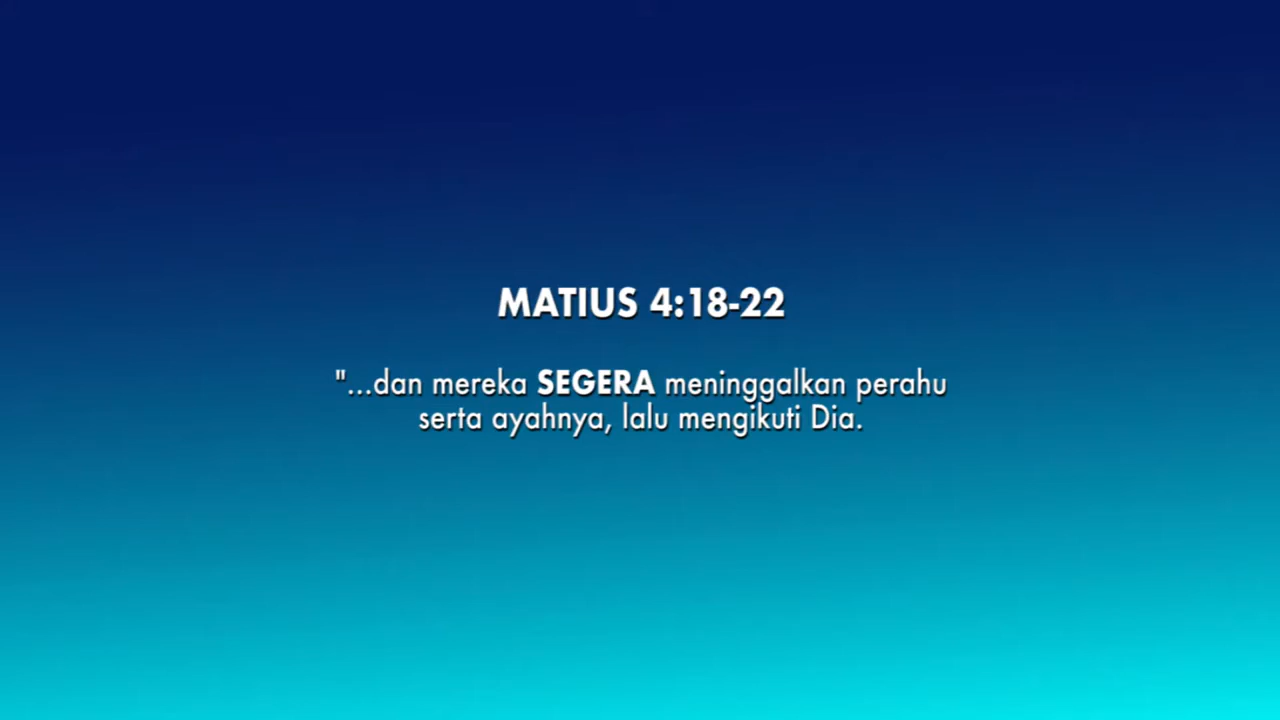 MATIUS 4:18-22
"...dan mereka SEGERA meninggalkan perahu
serta ayahnya, lalu mengikuti Dia.